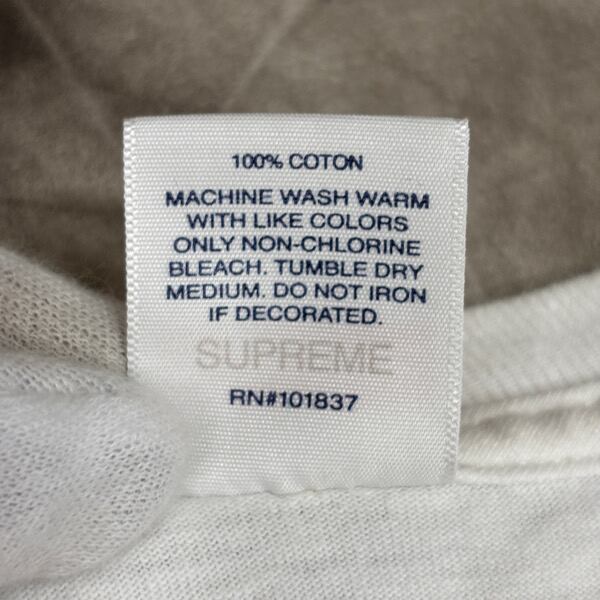 100% COTON
MACHINE WASH WARM
WITH LIKE COLORS
ONLY NON-CHLORINE
BLEACH. TUMBLE DRY
MEDIUM. DO NOT IRON
IF DECORATED.
SUPREME
RN#101837